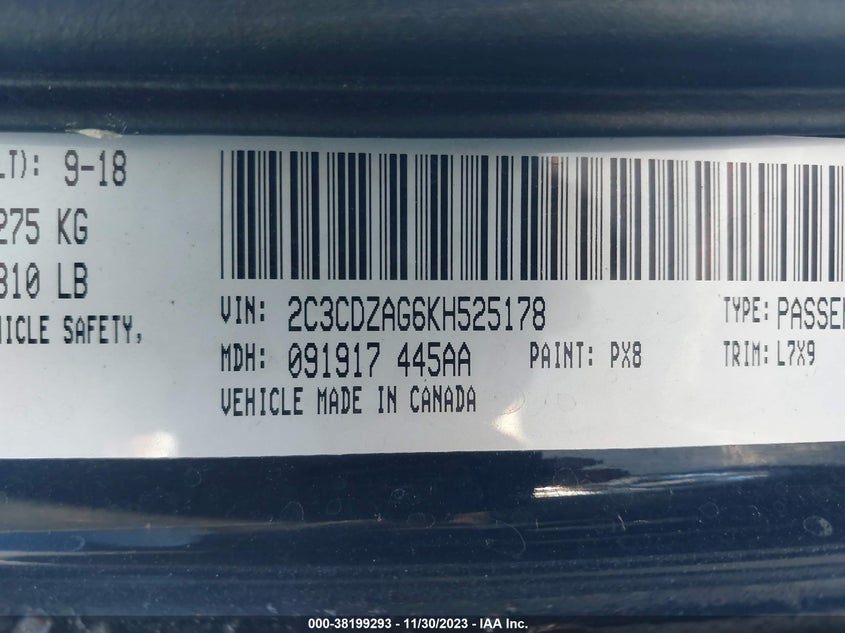 LT): 9-18
275 KG
810 LB
HICLE SAFETY,
VIN: 2C3CDZAG6KH525178
TYPE: PASSEN
MDH: 091917 445AA
PAINT: PX8
TRIM: L7X9
VEHICLE MADE IN CANADA
000-38199293 - 11/30/2023 - IAA Inc.